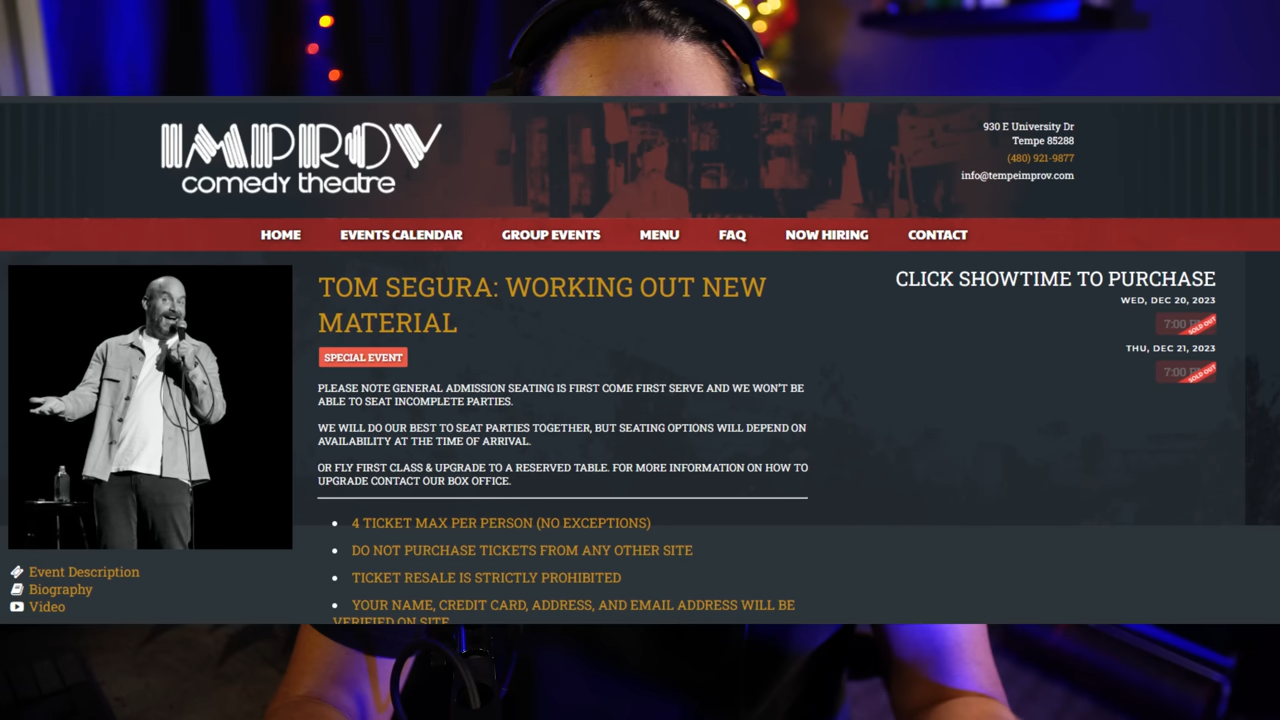 IMPROV
comedy theatre
930 E University Dr
Tempe 85288
(480) 921-9877
info@tempeimprov.com
HOME EVENTS CALENDAR GROUP EVENTS MENU FAQ NOW HIRING CONTACT
TOM SEGURA: WORKING OUT NEW
MATERIAL
SPECIAL EVENT
PLEASE NOTE GENERAL ADMISSION SEATING IS FIRST COME FIRST SERVE AND WE WON'T BE
ABLE TO SEAT INCOMPLETE PARTIES.
WE WILL DO OUR BEST TO SEAT PARTIES TOGETHER, BUT SEATING OPTIONS WILL DEPEND ON
AVAILABILITY AT THE TIME OF ARRIVAL.
OR FLY FIRST CLASS & UPGRADE TO A RESERVED TABLE. FOR MORE INFORMATION ON HOW TO
UPGRADE CONTACT OUR BOX OFFICE.
4 TICKET MAX PER PERSON (NO EXCEPTIONS)
DO NOT PURCHASE TICKETS FROM ANY OTHER SITE
TICKET RESALE IS STRICTLY PROHIBITED
YOUR NAME, CREDIT CARD, ADDRESS, AND EMAIL ADDRESS WILL BE
VERIFIED ON SITE
CLICK SHOWTIME TO PURCHASE
WED, DEC 20, 2023
7:00 SOLD OUT
THU, DEC 21, 2023
7:00 SOLD OUT
Event Description
Biography
Video